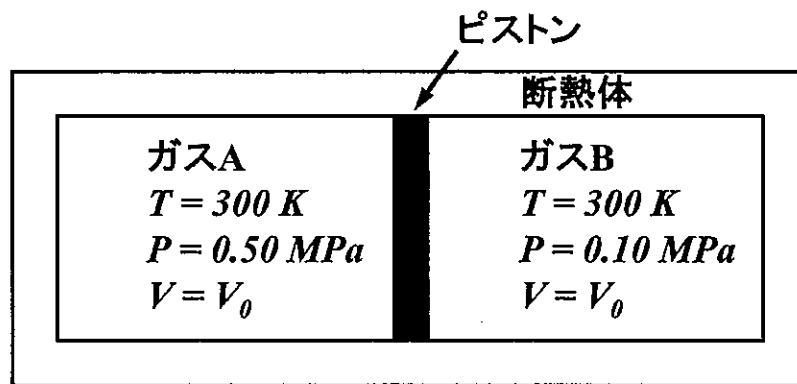 ピストン
断熱体
ガスA
T = 300 K
P = 0.50 MPa
V = V₀
ガスB
T = 300 K
P = 0.10 MPa
V = V₀